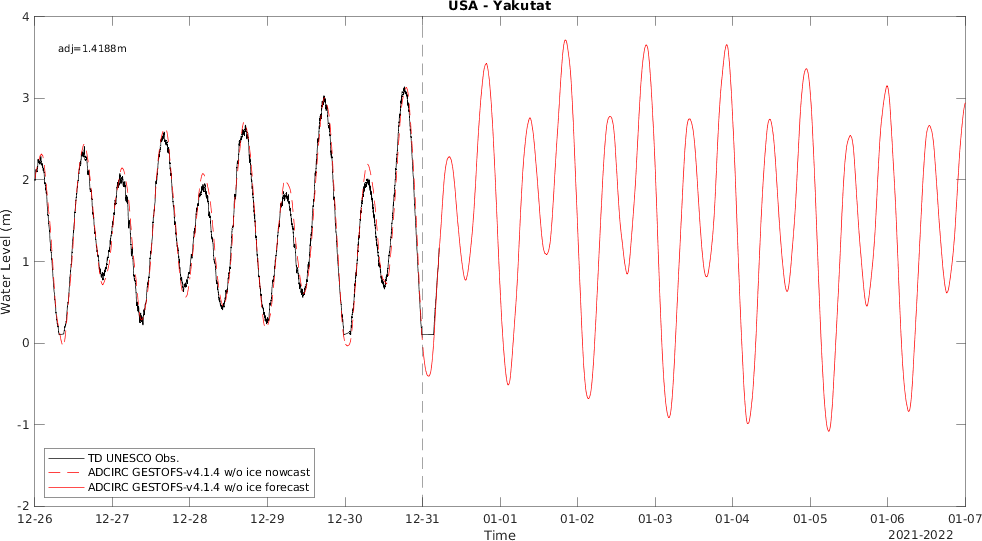 USA - Yakutat
adj=1.4188m
4
3
2
1
0
-1
-2
Water Level (m)
TD UNESCO Obs.
ADCIRC GESTOFS-v4.1.4 w/o ice nowcast
ADCIRC GESTOFS-v4.1.4 w/o ice forecast
12-26 12-27 12-28 12-29 12-30 12-31 01-01 01-02 01-03 01-04 01-05 01-06 01-07
Time
2021-2022